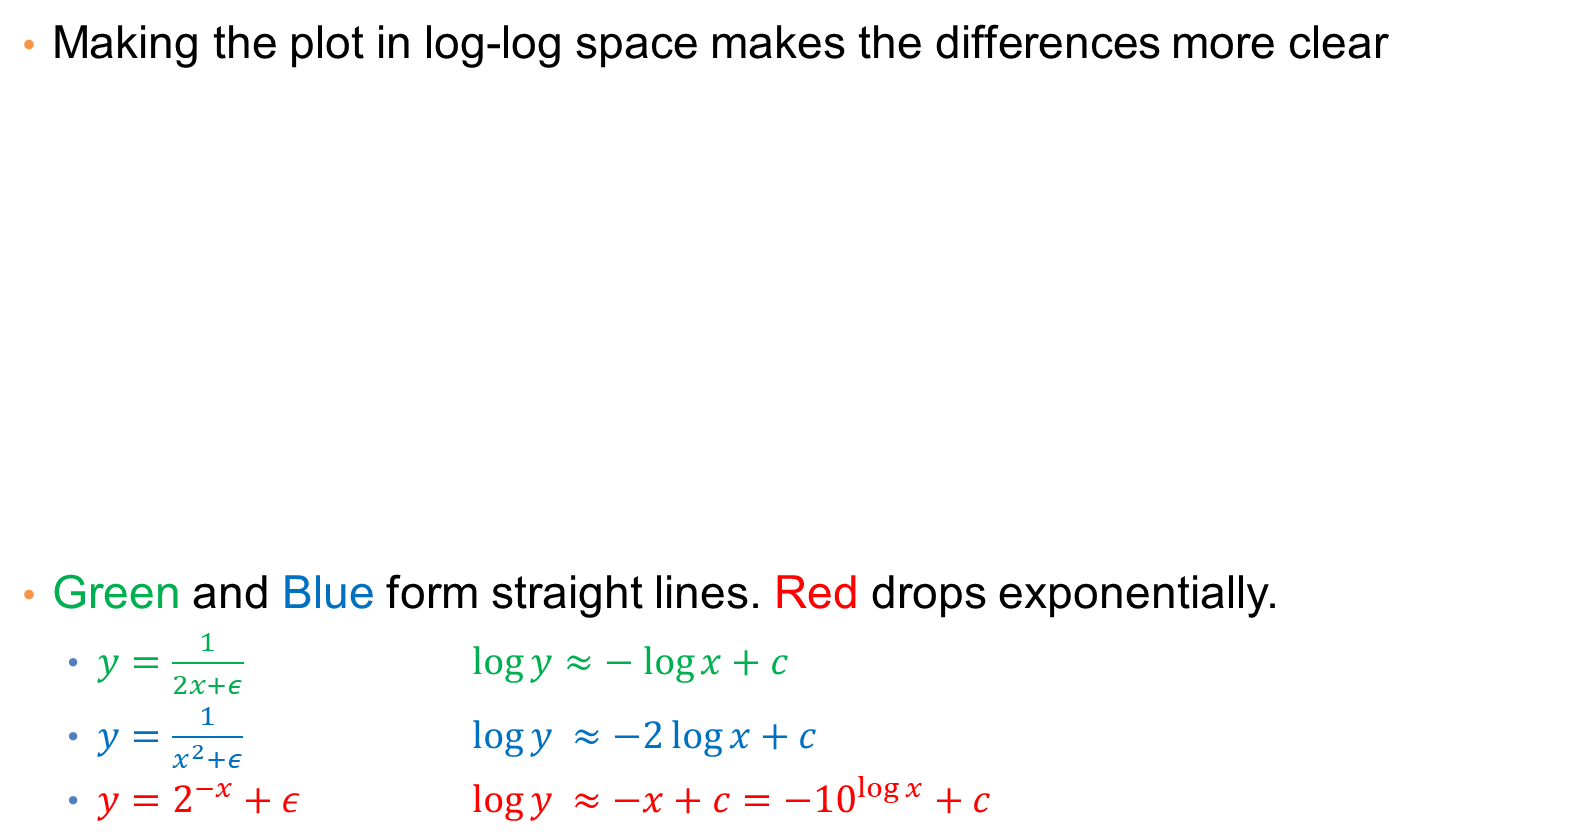 • Making the plot in log-log space makes the differences more clear
• Green and Blue form straight lines. Red drops exponentially.
• y = 1/(2x+ϵ) log y ≈ − log x + c
• y = 1/(x²+ϵ) log y ≈ −2 log x + c
• y = 2^(−x) + ϵ log y ≈ −x + c = −10^(log x) + c